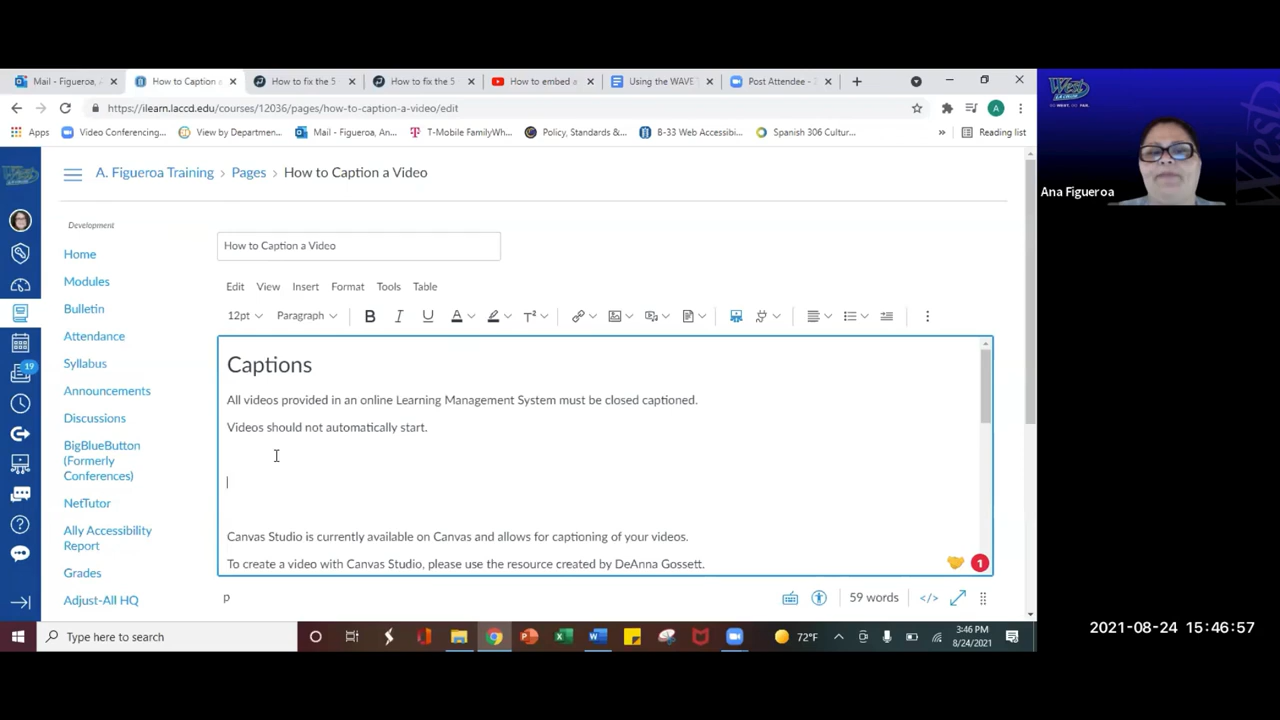 Mail - Figueroa, A
How to Caption a
How to fix the 5
How to fix the 5
How to embed a
Using the WAVE
Post Attendee - Z
https://ilearn.laccd.edu/courses/12036/pages/how-to-caption-a-video/edit
A
Apps
Video Conferencing...
View by Departmen...
Mail - Figueroa, An...
T-Mobile FamilyWh...
Policy, Standards &...
B-33 Web Accessibi...
Spanish 306 Cultur...
»
Reading list
West
GO WEST. GO FAR.
Ana Figueroa
A. Figueroa Training > Pages > How to Caption a Video
Development
Home
Modules
Bulletin
Attendance
Syllabus
Announcements
Discussions
BigBlueButton
(Formerly
Conferences)
NetTutor
Ally Accessibility
Report
Grades
Adjust-All HQ
19
How to Caption a Video
Edit View Insert Format Tools Table
12pt Paragraph B I U A T²
Captions
All videos provided in an online Learning Management System must be closed captioned.
Videos should not automatically start.
Canvas Studio is currently available on Canvas and allows for captioning of your videos.
To create a video with Canvas Studio, please use the resource created by DeAnna Gossett.
1
p
59 words </>
Type here to search
72°F
3:46 PM
8/24/2021
2021-08-24 15:46:57